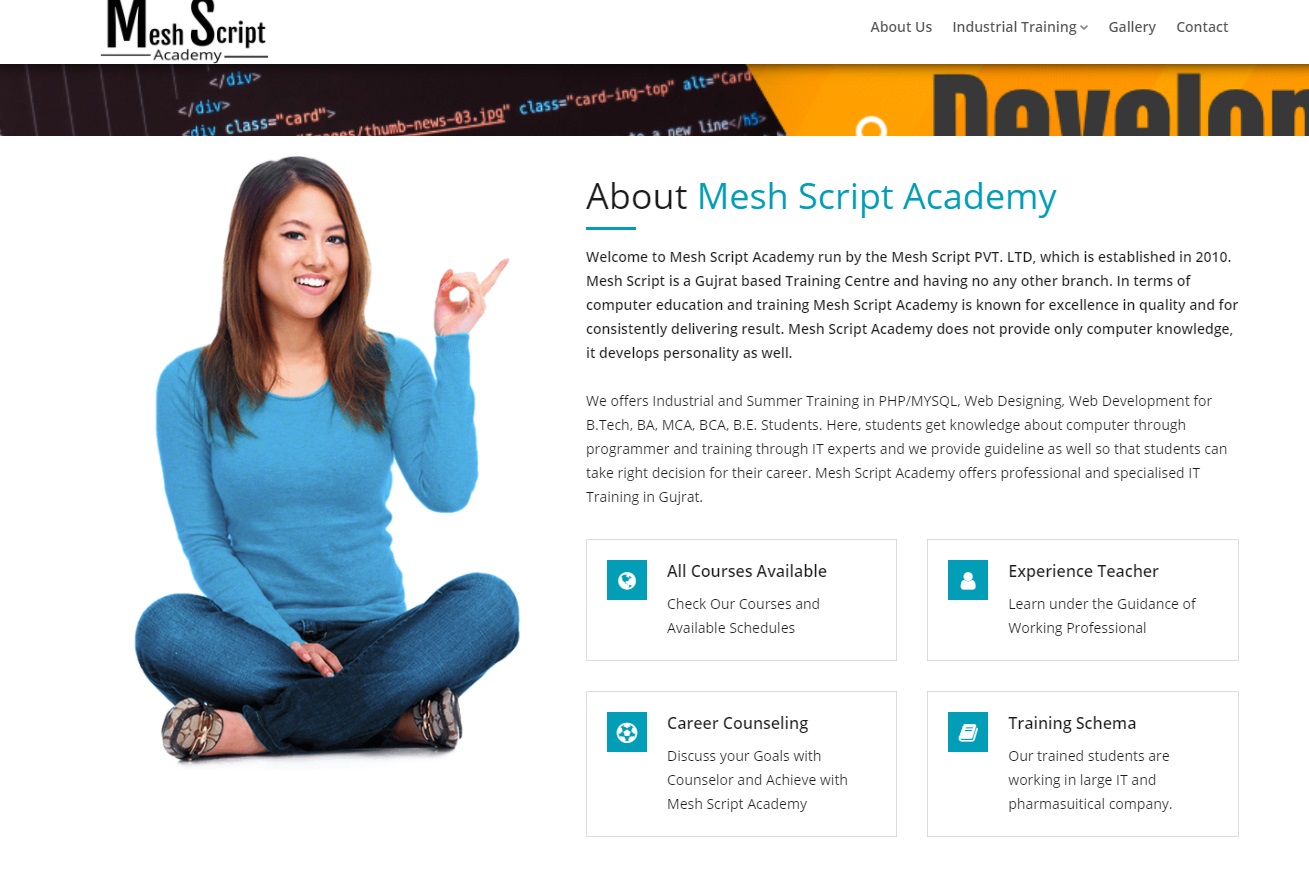 Mesh Script
Academy
About Us Industrial Training Gallery Contact
</div>
</div>
<div class="card">
/thumb-news-03.jpg" class="card-ing-top" alt="Card
a new line</h5>
Develop
About Mesh Script Academy
Welcome to Mesh Script Academy run by the Mesh Script PVT. LTD, which is established in 2010.
Mesh Script is a Gujrat based Training Centre and having no any other branch. In terms of
computer education and training Mesh Script Academy is known for excellence in quality and for
consistently delivering result. Mesh Script Academy does not provide only computer knowledge,
it develops personality as well.
We offers Industrial and Summer Training in PHP/MYSQL, Web Designing, Web Development for
B.Tech, BA, MCA, BCA, B.E. Students. Here, students get knowledge about computer through
programmer and training through IT experts and we provide guideline as well so that students can
take right decision for their career. Mesh Script Academy offers professional and specialised IT
Training in Gujrat.
All Courses Available
Check Our Courses and
Available Schedules
Experience Teacher
Learn under the Guidance of
Working Professional
Career Counseling
Discuss your Goals with
Counselor and Achieve with
Mesh Script Academy
Training Schema
Our trained students are
working in large IT and
pharmasuitical company.